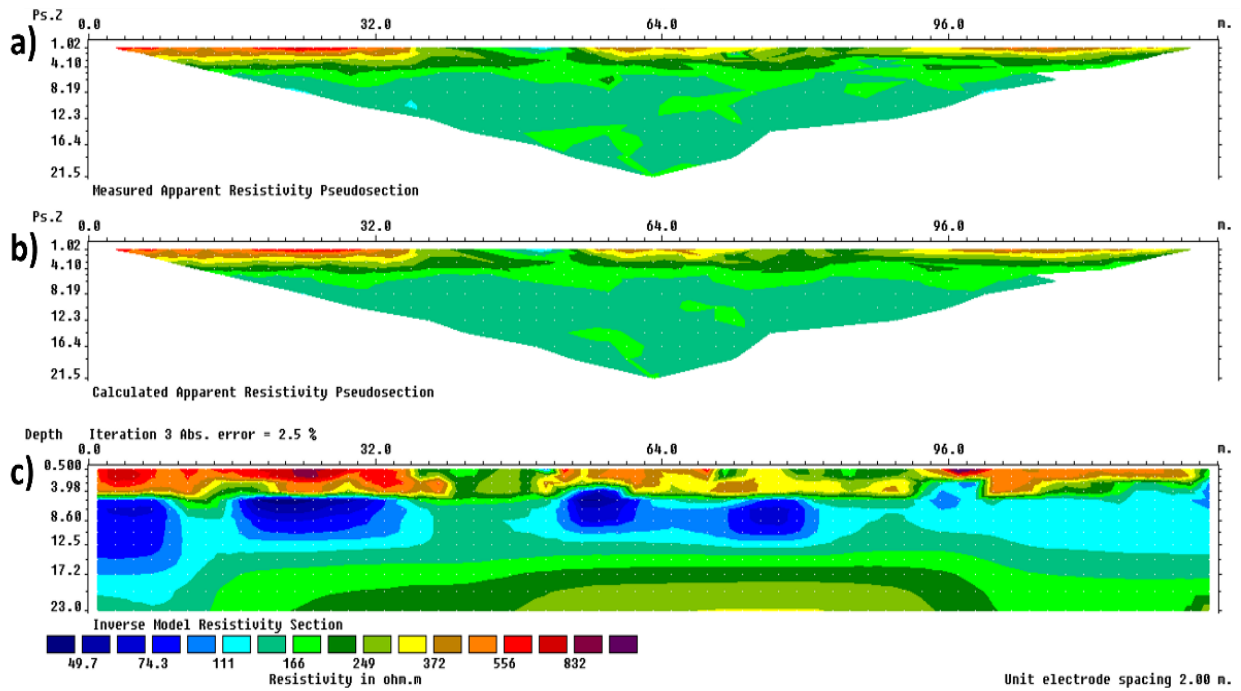 Ps.Z 0.0 32.0 64.0 96.0 m.
a)
1.02
4.10
8.19
12.3
16.4
21.5
Measured Apparent Resistivity Pseudosection
Ps.Z 0.0 32.0 64.0 96.0 m.
b)
1.02
4.10
8.19
12.3
16.4
21.5
Calculated Apparent Resistivity Pseudosection
Depth Iteration 3 Abs. error = 2.5 %
0.0 32.0 64.0 96.0 m.
c)
0.500
3.98
8.60
12.5
17.2
23.0
Inverse Model Resistivity Section
49.7 74.3 111 166 249 372 556 832
Resistivity in ohm.m Unit electrode spacing 2.00 m.